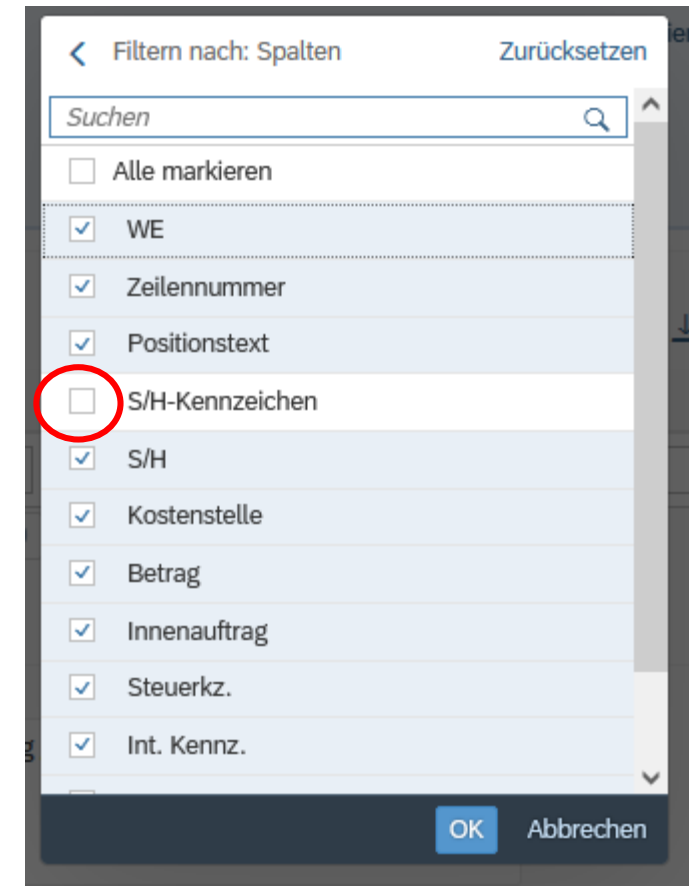 Filtern nach: Spalten Zurücksetzen
Suchen
Alle markieren
WE
Zeilennummer
Positionstext
S/H-Kennzeichen
S/H
Kostenstelle
Betrag
Innenauftrag
Steuerkz.
Int. Kennz.
OK Abbrechen